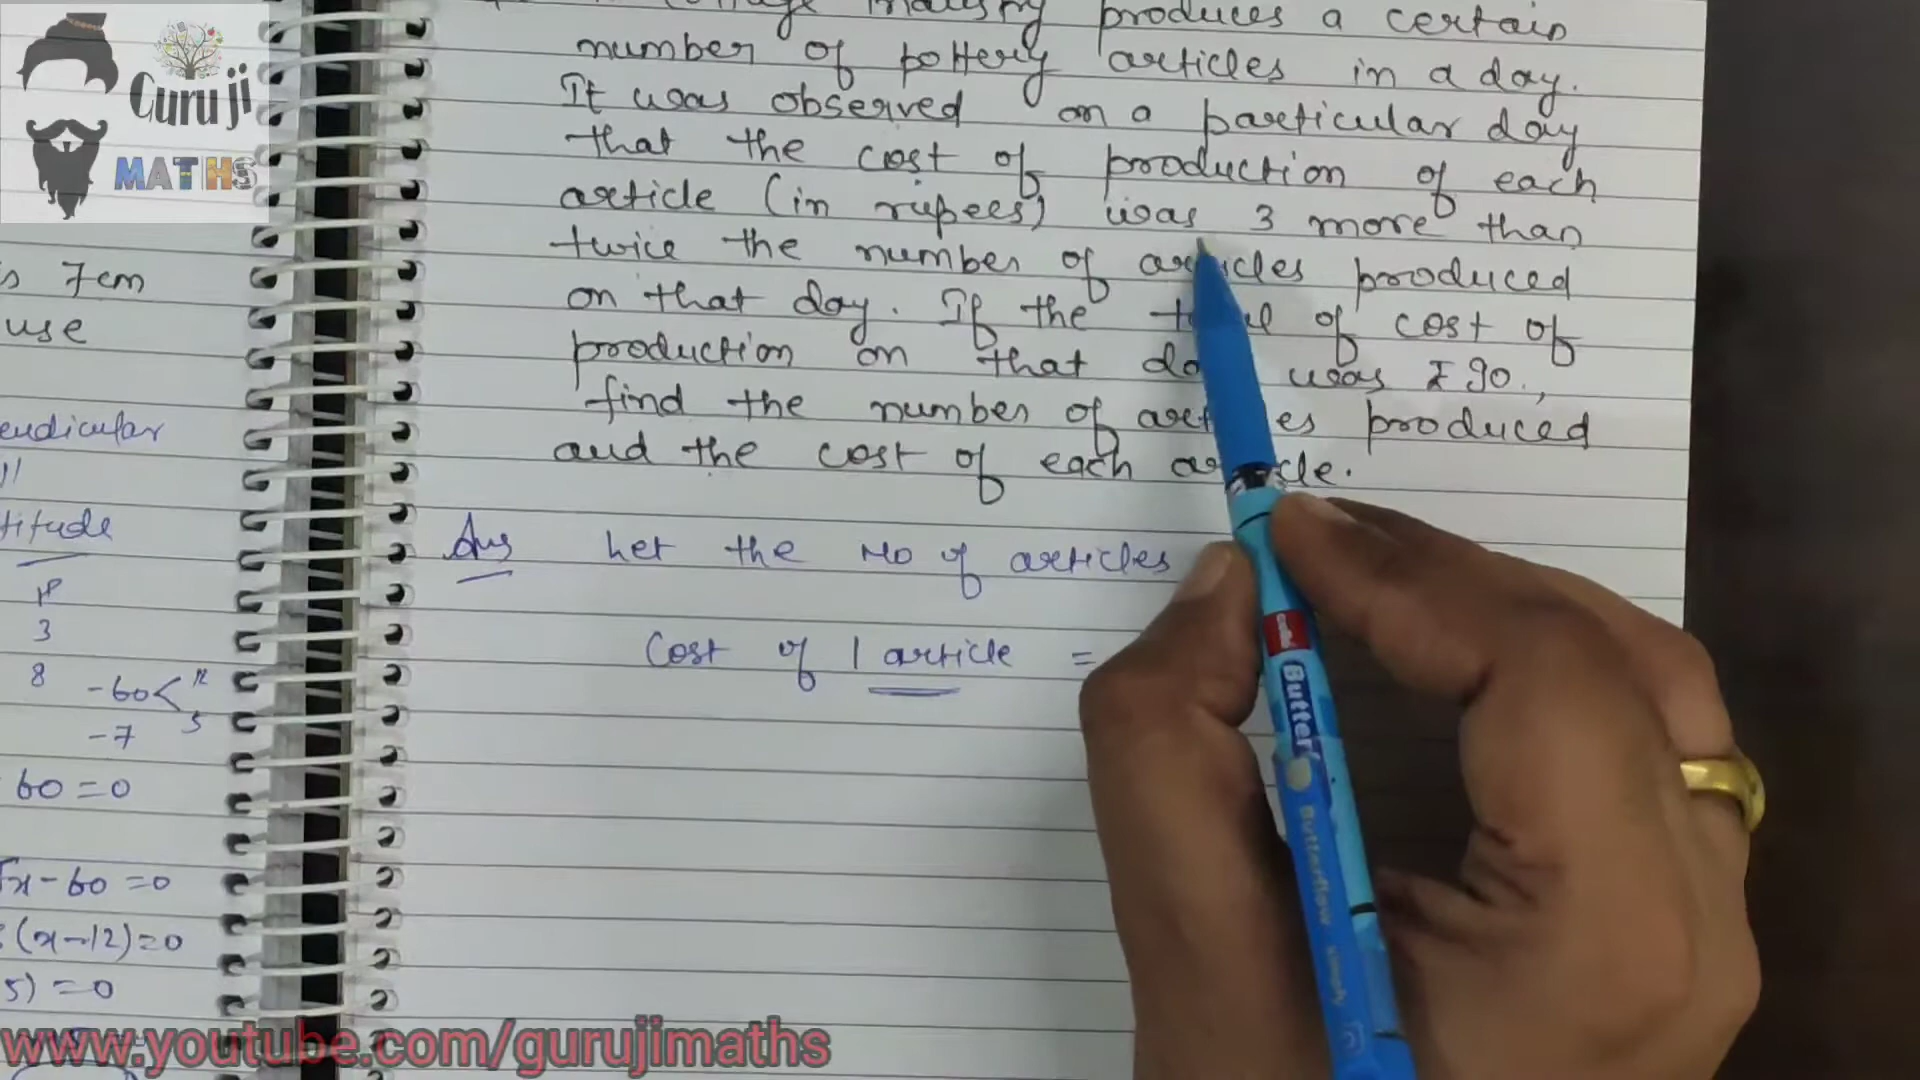 Guruji
MATHS
industry produces a certain
number of pottery articles in a day.
It was observed on a particular day
that the cost of production of each
article (in rupees) was 3 more than
twice the number of articles produced
on that day. If the total of cost of
production on that day was ₹ 90.,
find the number of articles produced
and the cost of each article.
Ans Let the No of articles
Cost of 1 article =
7cm
use
endicular
titude
3
8 -60< 12
-7 5
60 = 0
x - 60 = 0
(x-12)=0
5) = 0
www.youtube.com/gurujimaths